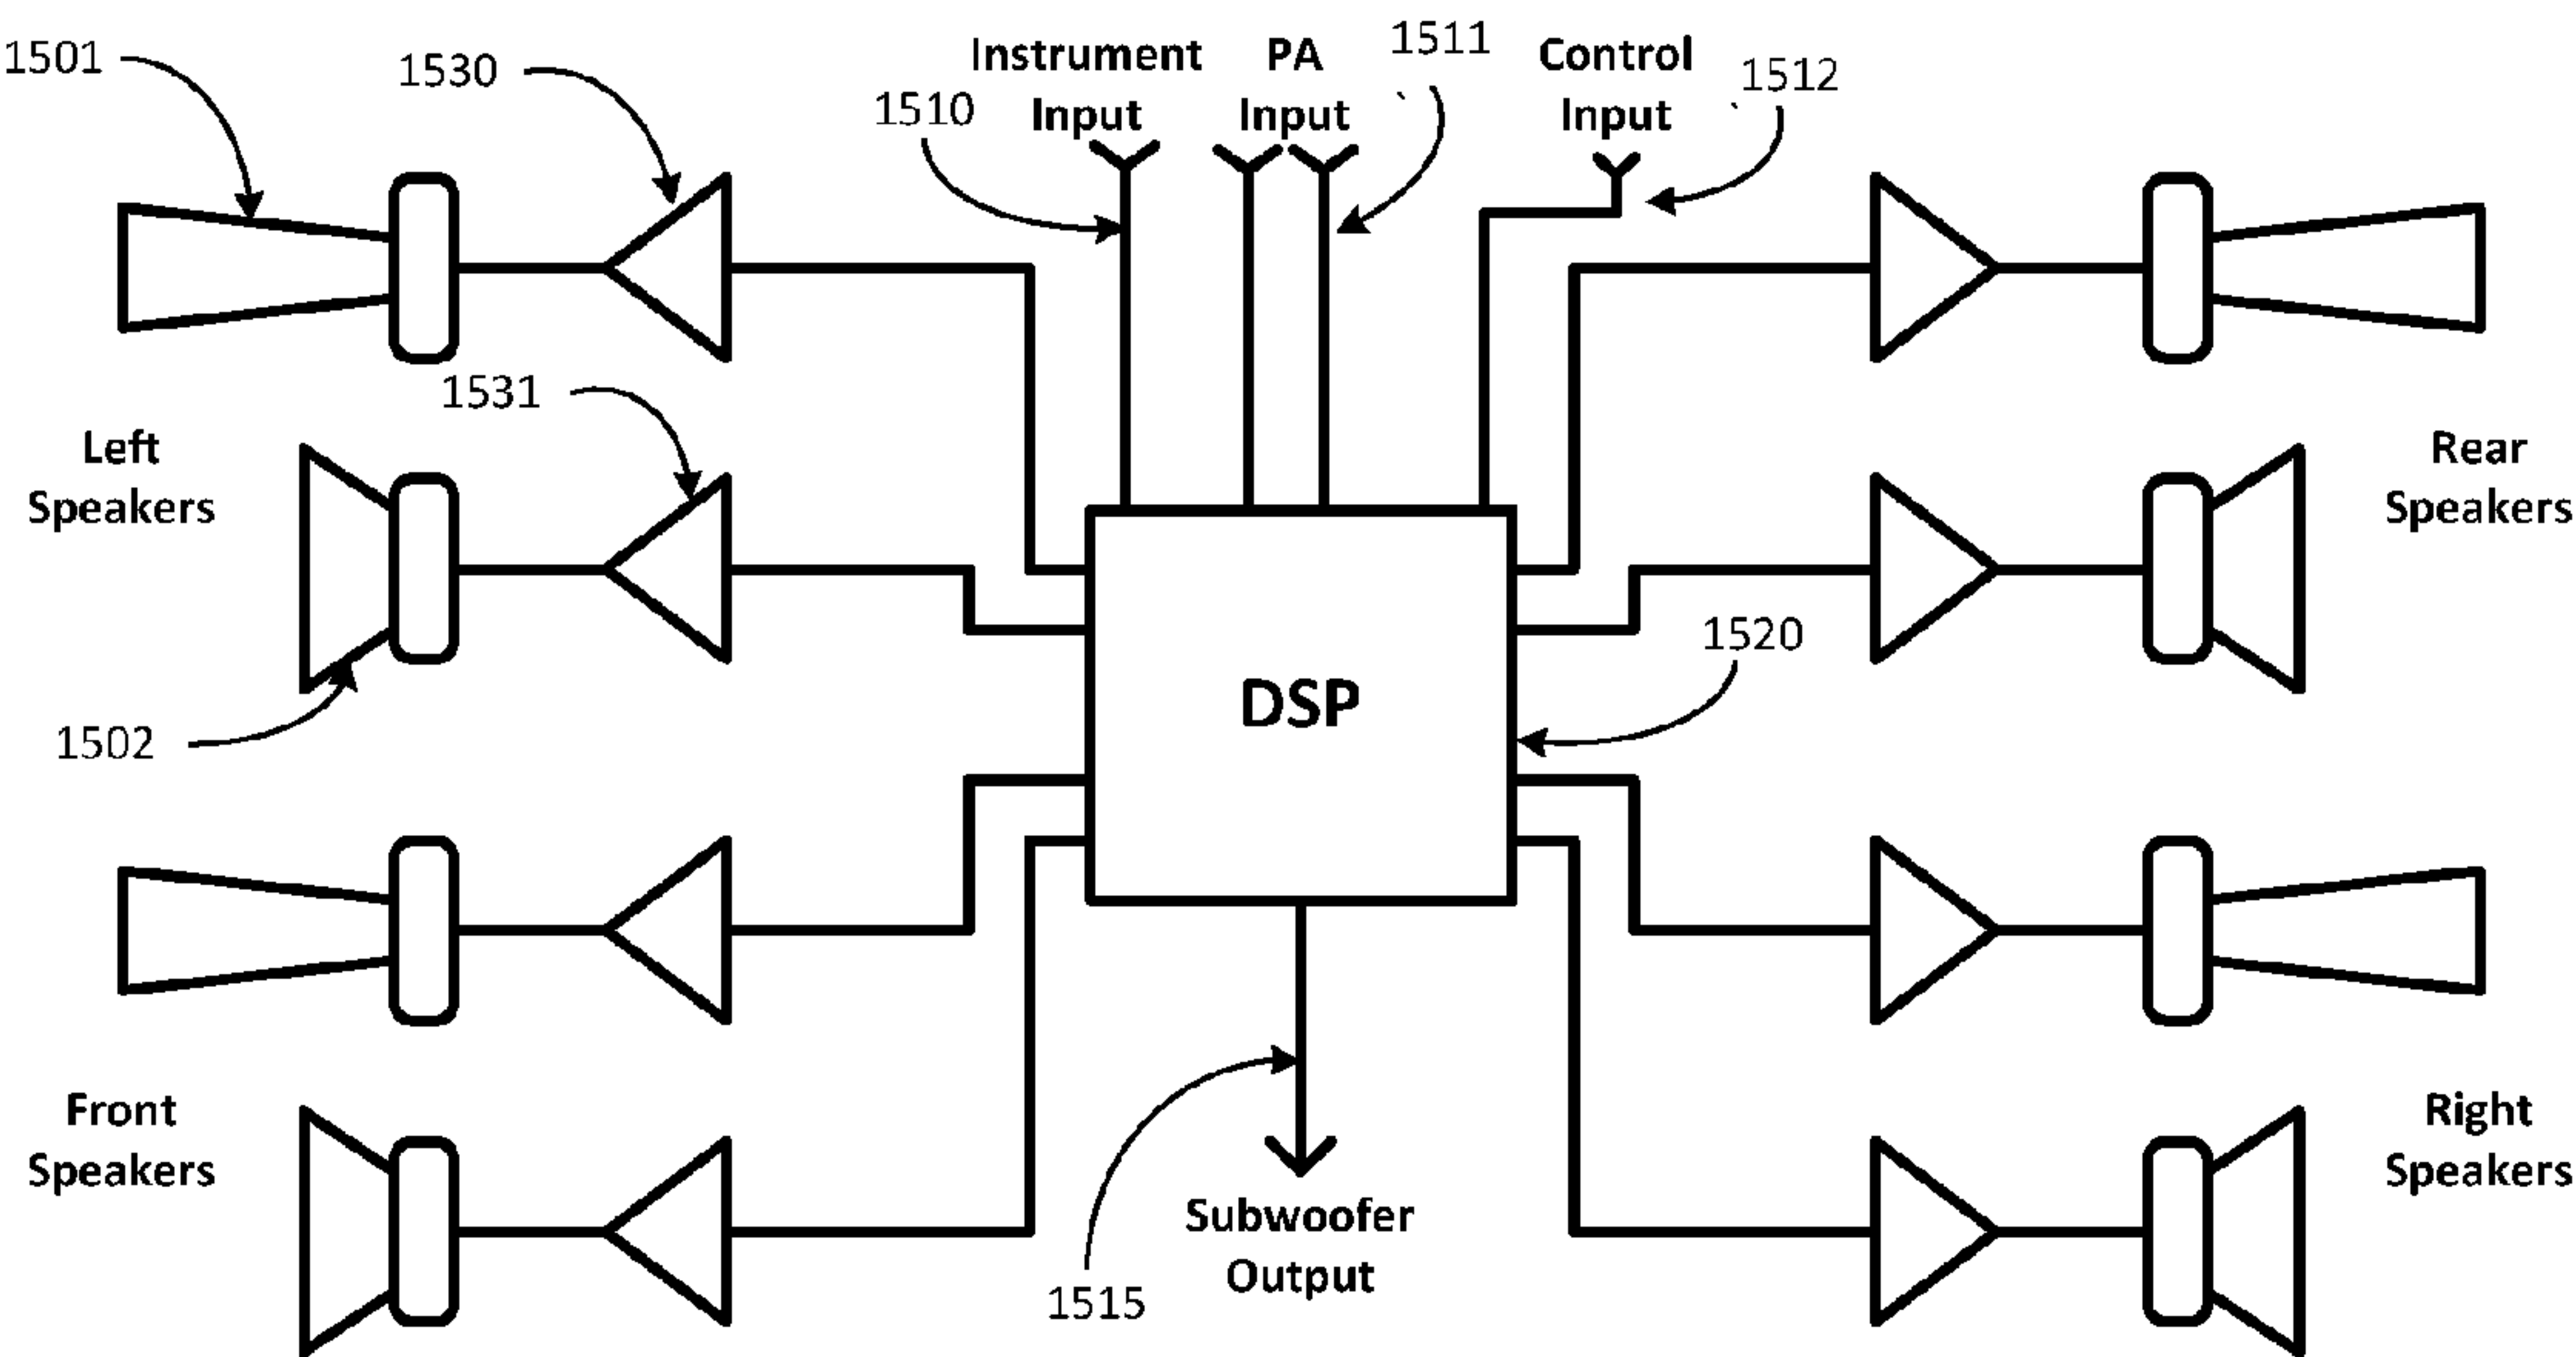 1501
1530
1510
Instrument
Input
PA
Input
1511
Control
Input
1512
1531
Left
Speakers
Rear
Speakers
1502
DSP
1520
Front
Speakers
Right
Speakers
Subwoofer
Output
1515